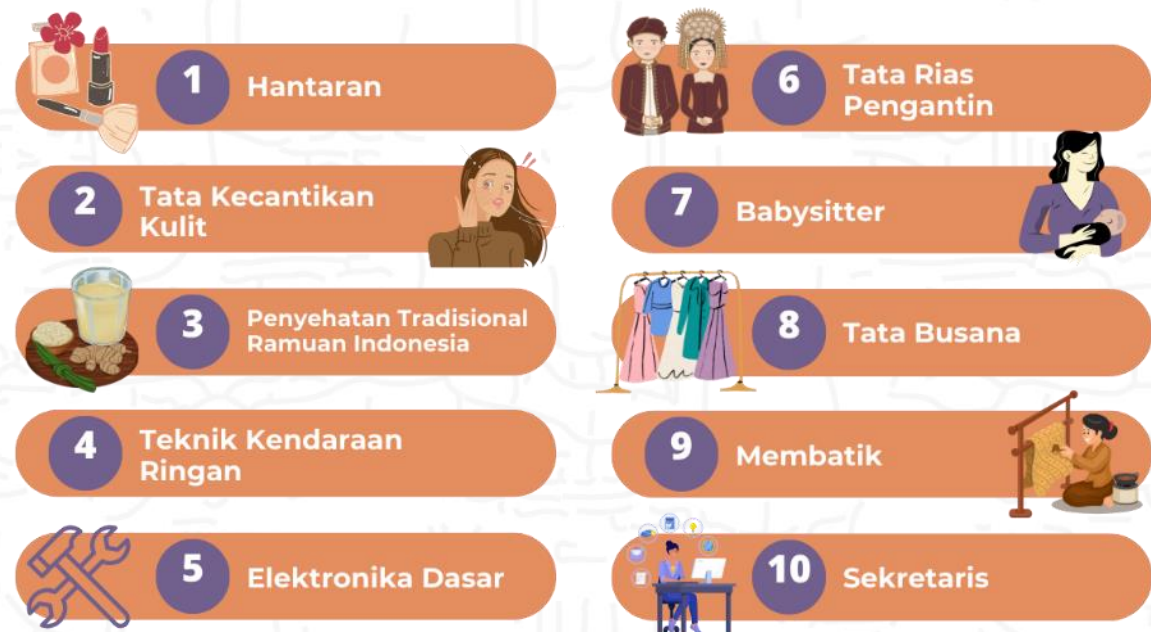 1
Hantaran
2
Tata Kecantikan
Kulit
3
Penyehatan Tradisional
Ramuan Indonesia
4
Teknik Kendaraan
Ringan
5
Elektronika Dasar
6
Tata Rias
Pengantin
7
Babysitter
8
Tata Busana
9
Membatik
10
Sekretaris